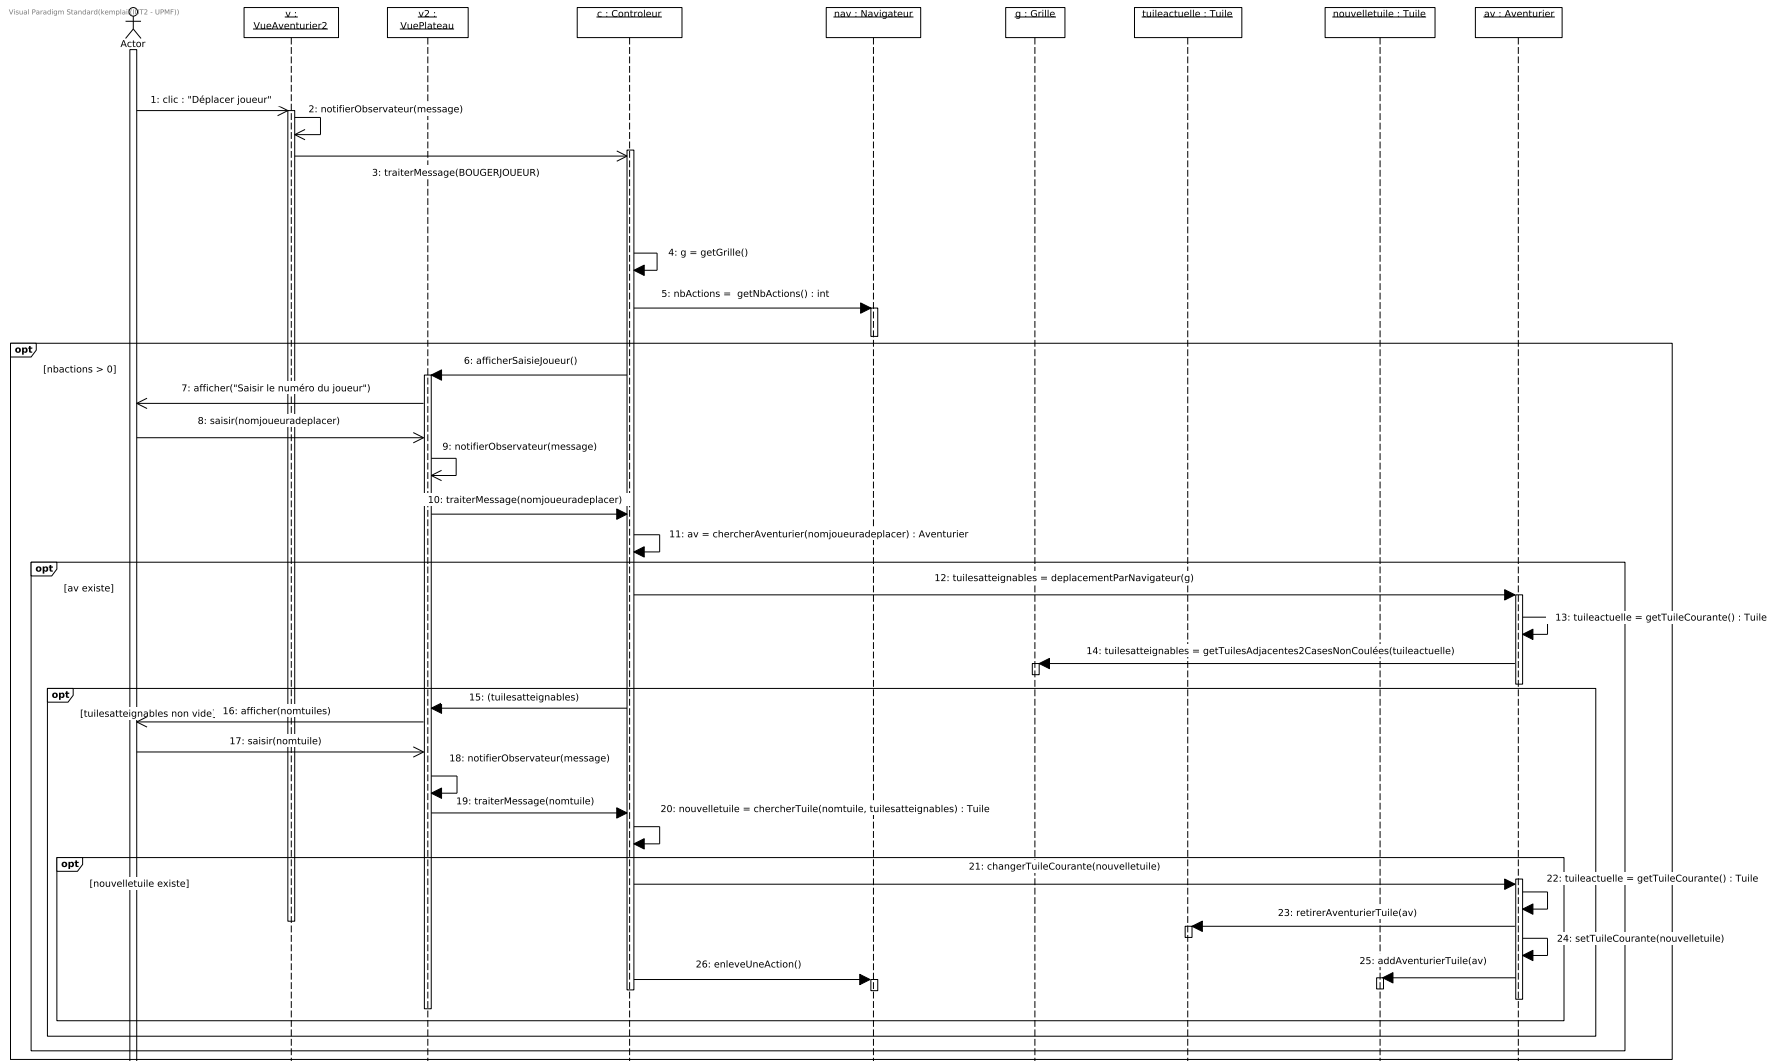 Visual Paradigm Standard(kemplail(IUT2 - UPMF))
Actor
v :
VueAventurier2
v2 :
VuePlateau
c : Controleur
nav : Navigateur
g : Grille
tuileactuelle : Tuile
nouvelletuile : Tuile
av : Aventurier
1: clic : "Déplacer joueur"
2: notifierObservateur(message)
3: traiterMessage(BOUGERJOUEUR)
4: g = getGrille()
5: nbActions = getNbActions() : int
opt
[nbactions > 0]
6: afficherSaisieJoueur()
7: afficher("Saisir le numéro du joueur")
8: saisir(nomjoueuradeplacer)
9: notifierObservateur(message)
10: traiterMessage(nomjoueuradeplacer)
11: av = chercherAventurier(nomjoueuradeplacer) : Aventurier
opt
[av existe]
12: tuilesatteignables = deplacementParNavigateur(g)
13: tuileactuelle = getTuileCourante() : Tuile
14: tuilesatteignables = getTuilesAdjacentes2CasesNonCoulées(tuileactuelle)
opt
[tuilesatteignables non vide]
15: (tuilesatteignables)
16: afficher(nomtuiles)
17: saisir(nomtuile)
18: notifierObservateur(message)
19: traiterMessage(nomtuile)
20: nouvelletuile = chercherTuile(nomtuile, tuilesatteignables) : Tuile
opt
[nouvelletuile existe]
21: changerTuileCourante(nouvelletuile)
22: tuileactuelle = getTuileCourante() : Tuile
23: retirerAventurierTuile(av)
24: setTuileCourante(nouvelletuile)
25: addAventurierTuile(av)
26: enleveUneAction()